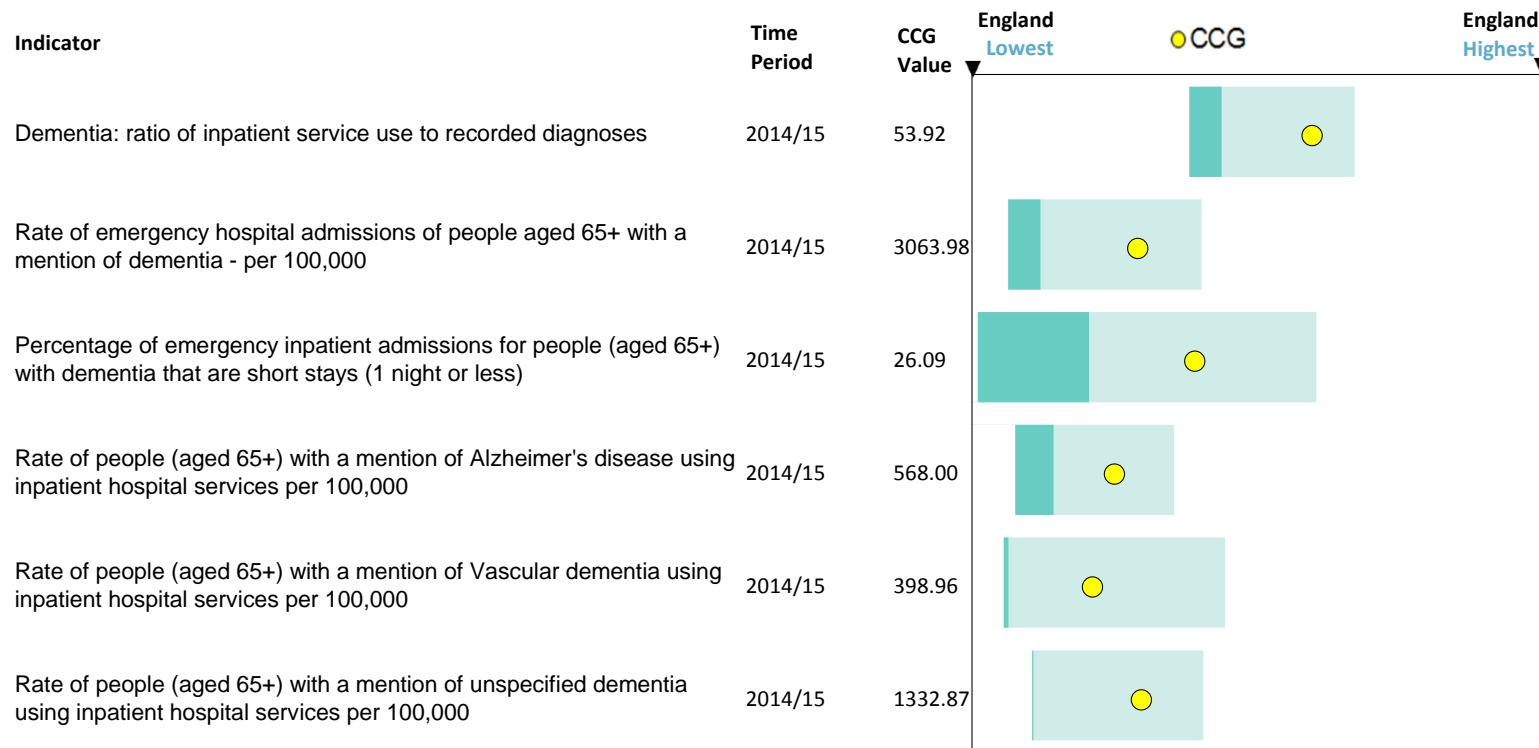 Indicator
Time Period
CCG Value
England Lowest
CCG
England Highest
Dementia: ratio of inpatient service use to recorded diagnoses
2014/15
53.92
Rate of emergency hospital admissions of people aged 65+ with a
mention of dementia - per 100,000
2014/15
3063.98
Percentage of emergency inpatient admissions for people (aged 65+)
with dementia that are short stays (1 night or less)
2014/15
26.09
Rate of people (aged 65+) with a mention of Alzheimer's disease using
inpatient hospital services per 100,000
2014/15
568.00
Rate of people (aged 65+) with a mention of Vascular dementia using
inpatient hospital services per 100,000
2014/15
398.96
Rate of people (aged 65+) with a mention of unspecified dementia
using inpatient hospital services per 100,000
2014/15
1332.87